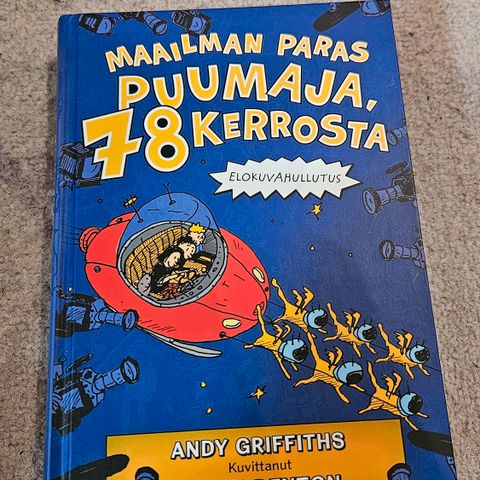 MAAILMAN PARAS
PUUMAJA,
78 KERROSTA
ELOKUVAHULLUTUS
ANDY GRIFFITHS
Kuvittanut